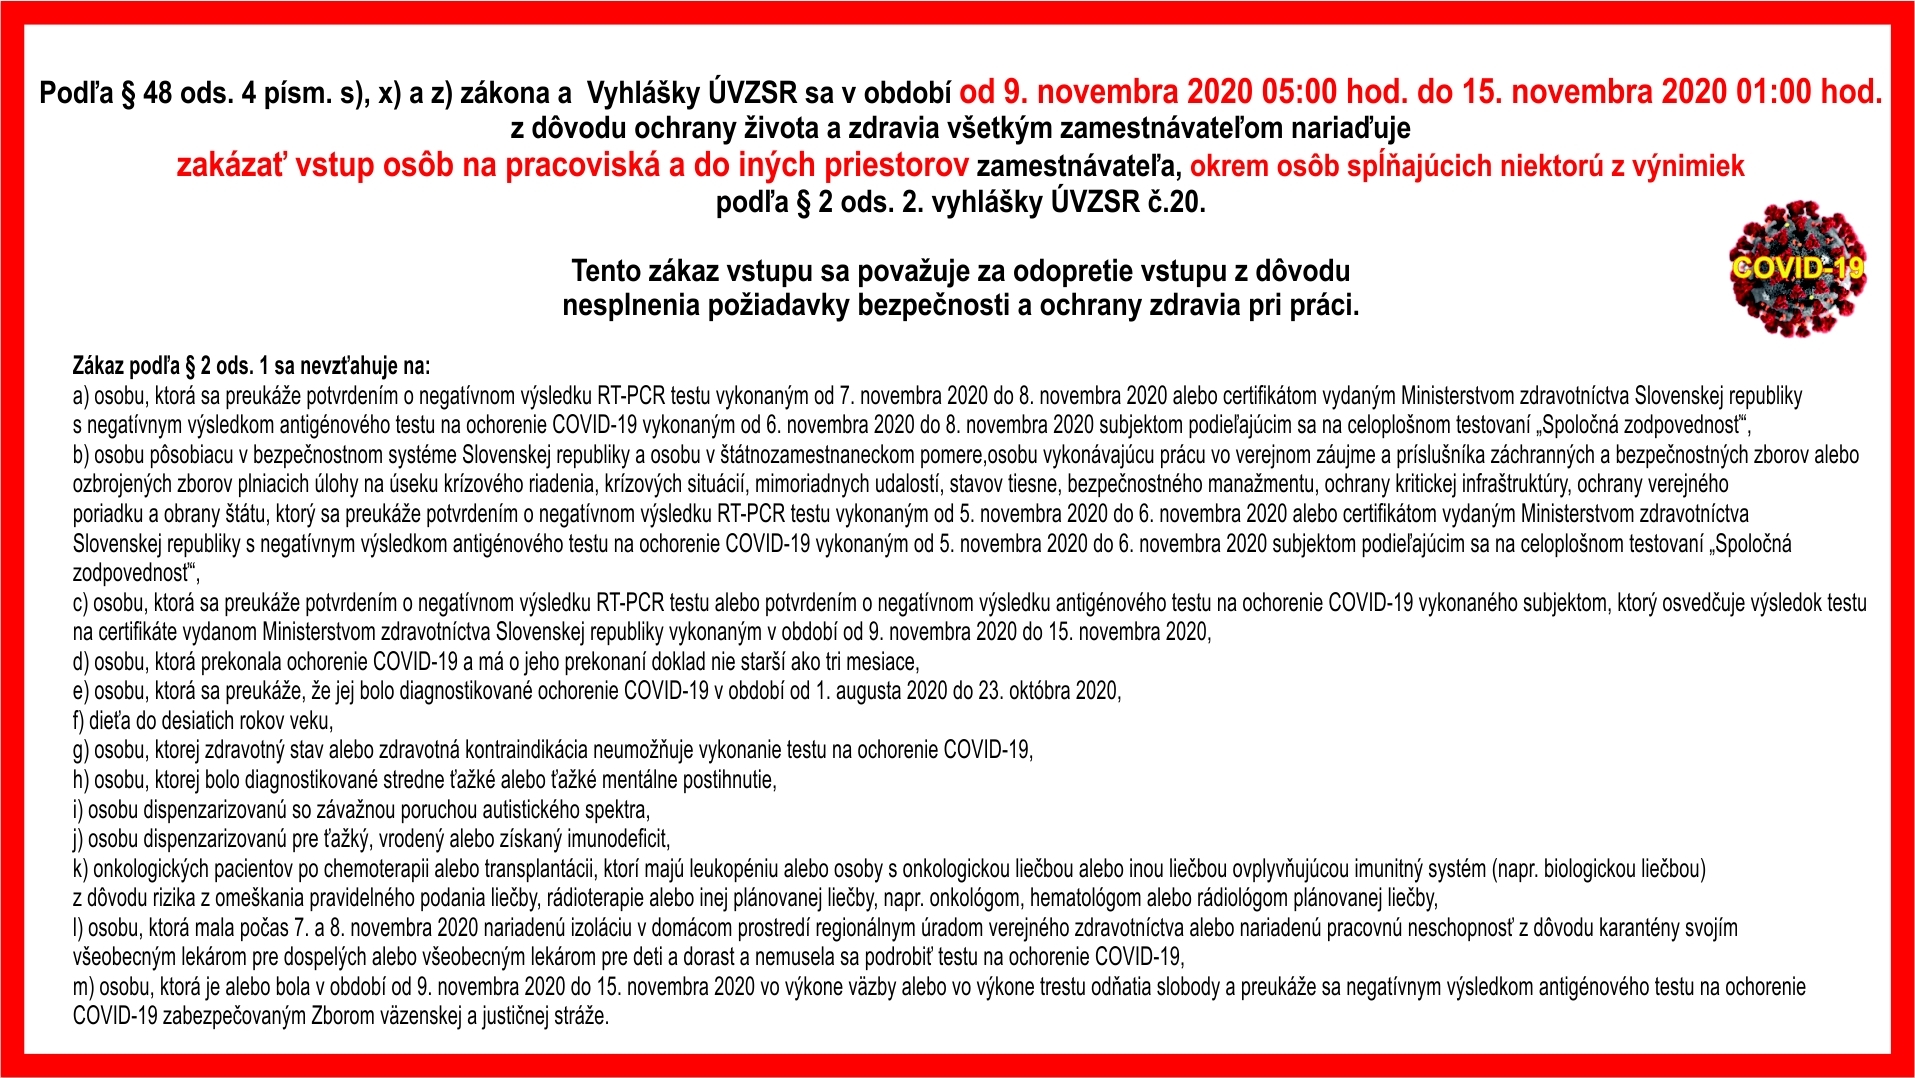 Podľa § 48 ods. 4 písm. s), x) a z) zákona a Vyhlášky ÚVZSR sa v období od 9. novembra 2020 05:00 hod. do 15. novembra 2020 01:00 hod.
z dôvodu ochrany života a zdravia všetkým zamestnávateľom nariaďuje
zakázať vstup osôb na pracoviská a do iných priestorov zamestnávateľa, okrem osôb spĺňajúcich niektorú z výnimiek
podľa § 2 ods. 2. vyhlášky ÚVZSR č.20.
Tento zákaz vstupu sa považuje za odopretie vstupu z dôvodu
nesplnenia požiadavky bezpečnosti a ochrany zdravia pri práci.
COVID-19
Zákaz podľa § 2 ods. 1 sa nevzťahuje na:
a) osobu, ktorá sa preukáže potvrdením o negatívnom výsledku RT-PCR testu vykonaným od 7. novembra 2020 do 8. novembra 2020 alebo certifikátom vydaným Ministerstvom zdravotníctva Slovenskej republiky
s negatívnym výsledkom antigénového testu na ochorenie COVID-19 vykonaným od 6. novembra 2020 do 8. novembra 2020 subjektom podieľajúcim sa na celoplošnom testovaní „Spoločná zodpovednosť“,
b) osobu pôsobiacu v bezpečnostnom systéme Slovenskej republiky a osobu v štátnozamestnaneckom pomere,osobu vykonávajúcu prácu vo verejnom záujme a príslušníka záchranných a bezpečnostných zborov alebo
ozbrojených zborov plniacich úlohy na úseku krízového riadenia, krízových situácií, mimoriadnych udalostí, stavov tiesne, bezpečnostného manažmentu, ochrany kritickej infraštruktúry, ochrany verejného
poriadku a obrany štátu, ktorý sa preukáže potvrdením o negatívnom výsledku RT-PCR testu vykonaným od 5. novembra 2020 do 6. novembra 2020 alebo certifikátom vydaným Ministerstvom zdravotníctva
Slovenskej republiky s negatívnym výsledkom antigénového testu na ochorenie COVID-19 vykonaným od 5. novembra 2020 do 6. novembra 2020 subjektom podieľajúcim sa na celoplošnom testovaní „Spoločná
zodpovednosť“,
c) osobu, ktorá sa preukáže potvrdením o negatívnom výsledku RT-PCR testu alebo potvrdením o negatívnom výsledku antigénového testu na ochorenie COVID-19 vykonaného subjektom, ktorý osvedčuje výsledok testu
na certifikáte vydanom Ministerstvom zdravotníctva Slovenskej republiky vykonaným v období od 9. novembra 2020 do 15. novembra 2020,
d) osobu, ktorá prekonala ochorenie COVID-19 a má o jeho prekonaní doklad nie starší ako tri mesiace,
e) osobu, ktorá sa preukáže, že jej bolo diagnostikované ochorenie COVID-19 v období od 1. augusta 2020 do 23. októbra 2020,
f) dieťa do desiatich rokov veku,
g) osobu, ktorej zdravotný stav alebo zdravotná kontraindikácia neumožňuje vykonanie testu na ochorenie COVID-19,
h) osobu, ktorej bolo diagnostikované stredne ťažké alebo ťažké mentálne postihnutie,
i) osobu dispenzarizovanú so závažnou poruchou autistického spektra,
j) osobu dispenzarizovanú pre ťažký, vrodený alebo získaný imunodeficit,
k) onkologických pacientov po chemoterapii alebo transplantácii, ktorí majú leukopéniu alebo osoby s onkologickou liečbou alebo inou liečbou ovplyvňujúcou imunitný systém (napr. biologickou liečbou)
z dôvodu rizika z omeškania pravidelného podania liečby, rádioterapie alebo inej plánovanej liečby, napr. onkológom, hematológom alebo rádiológom plánovanej liečby,
l) osobu, ktorá mala počas 7. a 8. novembra 2020 nariadenú izoláciu v domácom prostredí regionálnym úradom verejného zdravotníctva alebo nariadenú pracovnú neschopnosť z dôvodu karantény svojím
všeobecným lekárom pre dospelých alebo všeobecným lekárom pre deti a dorast a nemusela sa podrobiť testu na ochorenie COVID-19,
m) osobu, ktorá je alebo bola v období od 9. novembra 2020 do 15. novembra 2020 vo výkone väzby alebo vo výkone trestu odňatia slobody a preukáže sa negatívnym výsledkom antigénového testu na ochorenie
COVID-19 zabezpečovaným Zborom väzenskej a justičnej stráže.